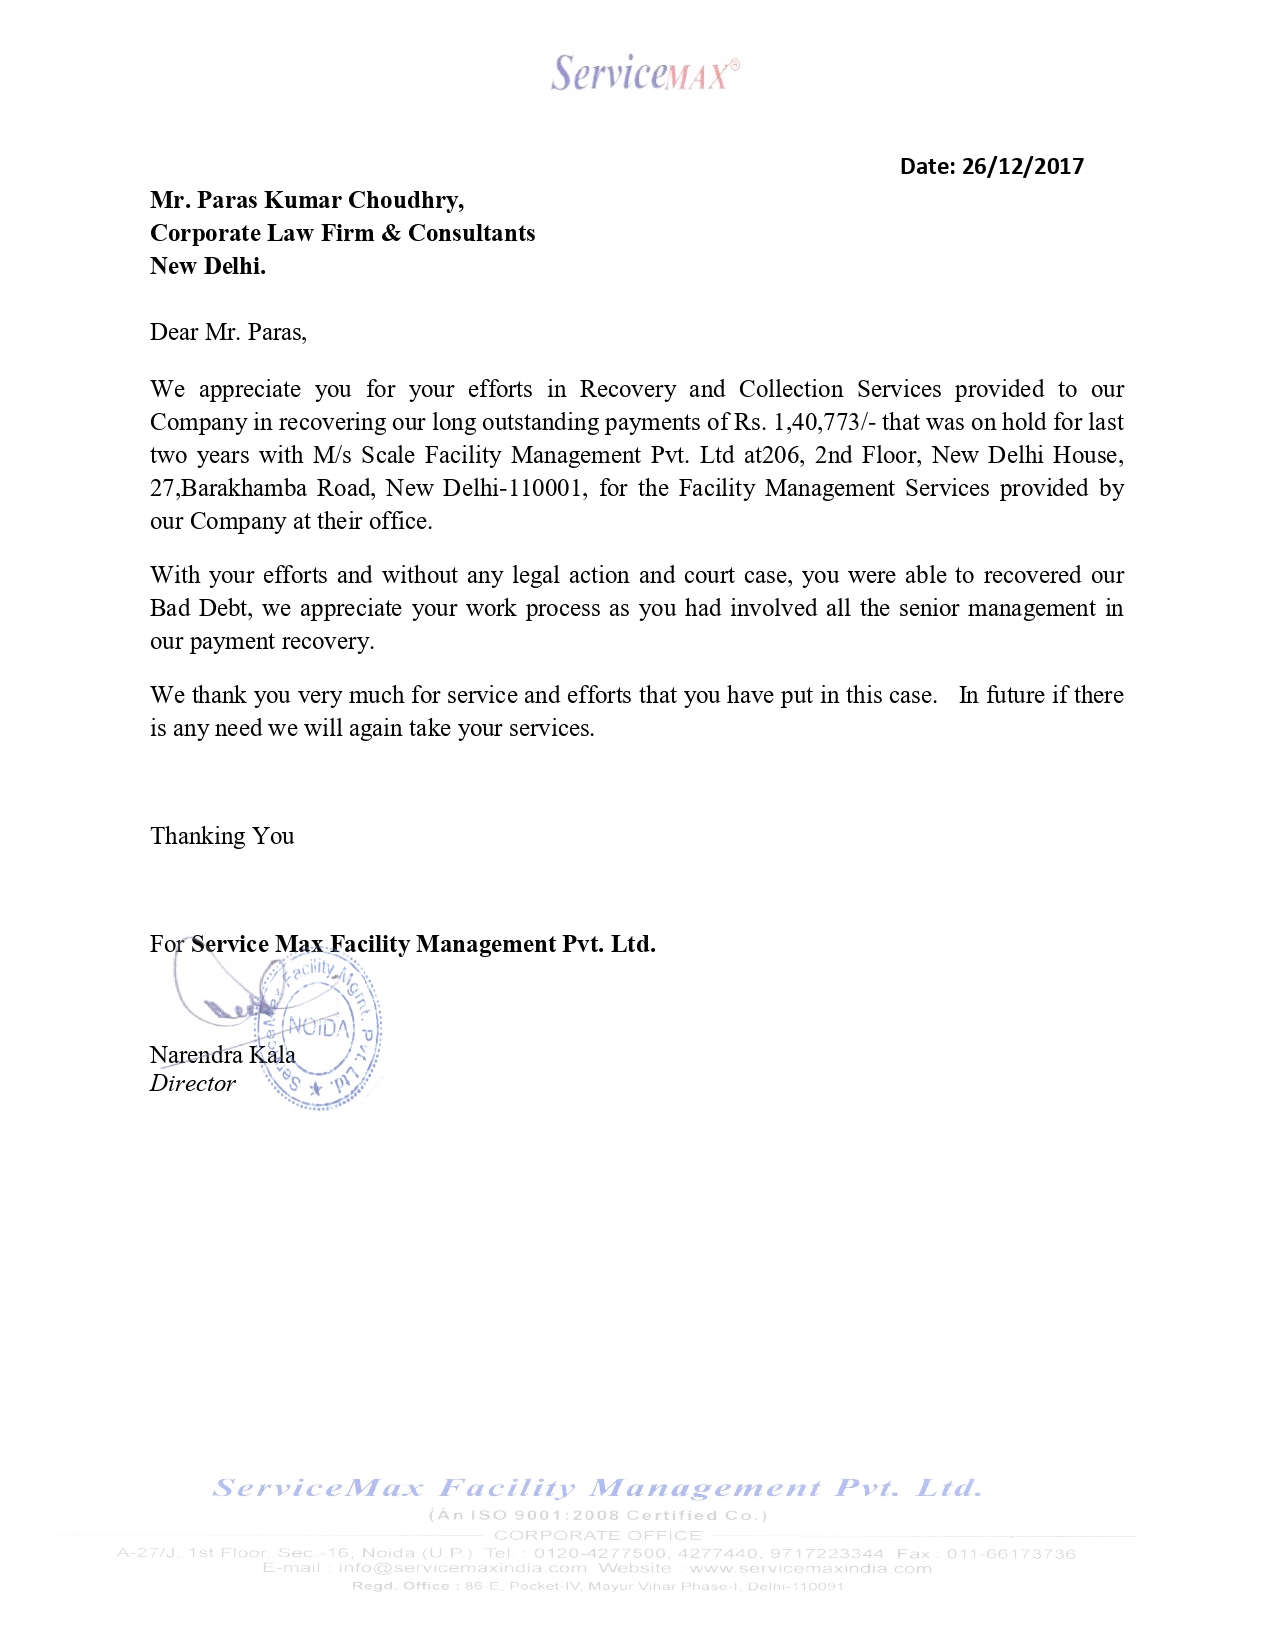 ServiceMAX®
Date: 26/12/2017
Mr. Paras Kumar Choudhry,
Corporate Law Firm & Consultants
New Delhi.
Dear Mr. Paras,
We appreciate you for your efforts in Recovery and Collection Services provided to our
Company in recovering our long outstanding payments of Rs. 1,40,773/- that was on hold for last
two years with M/s Scale Facility Management Pvt. Ltd at206, 2nd Floor, New Delhi House,
27,Barakhamba Road, New Delhi-110001, for the Facility Management Services provided by
our Company at their office.
With your efforts and without any legal action and court case, you were able to recovered our
Bad Debt, we appreciate your work process as you had involved all the senior management in
our payment recovery.
We thank you very much for service and efforts that you have put in this case. In future if there
is any need we will again take your services.
Thanking You
For Service Max Facility Management Pvt. Ltd.
ServiceMax Facility Mgmt. Pvt. Ltd.
NOIDA
Narendra Kala
Director
ServiceMax Facility Management Pvt. Ltd.
(An ISO 9001:2008 Certified Co.)
CORPORATE OFFICE
A-27/J, 1st Floor, Sec.-16, Noida (U.P.) Tel. : 0120-4277500, 4277440, 9717223344 Fax : 011-66173736
E-mail : info@servicemaxindia.com Website : www.servicemaxindia.com
Regd. Office : 86-E, Pocket-IV, Mayur Vihar Phase-I, Delhi-110091